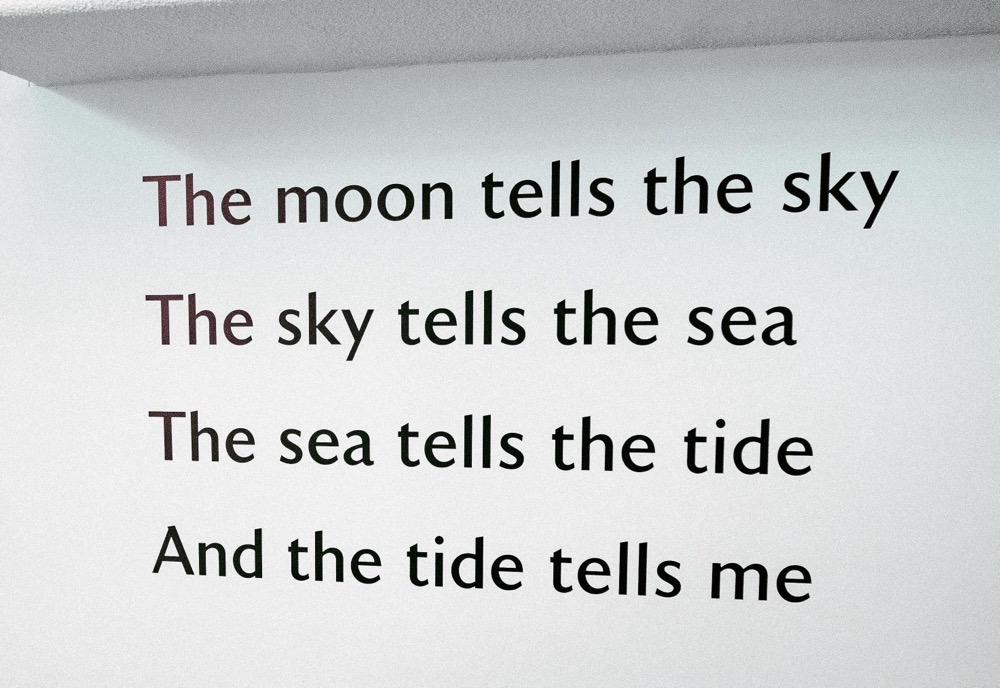 The moon tells the sky
The sky tells the sea
The sea tells the tide
And the tide tells me